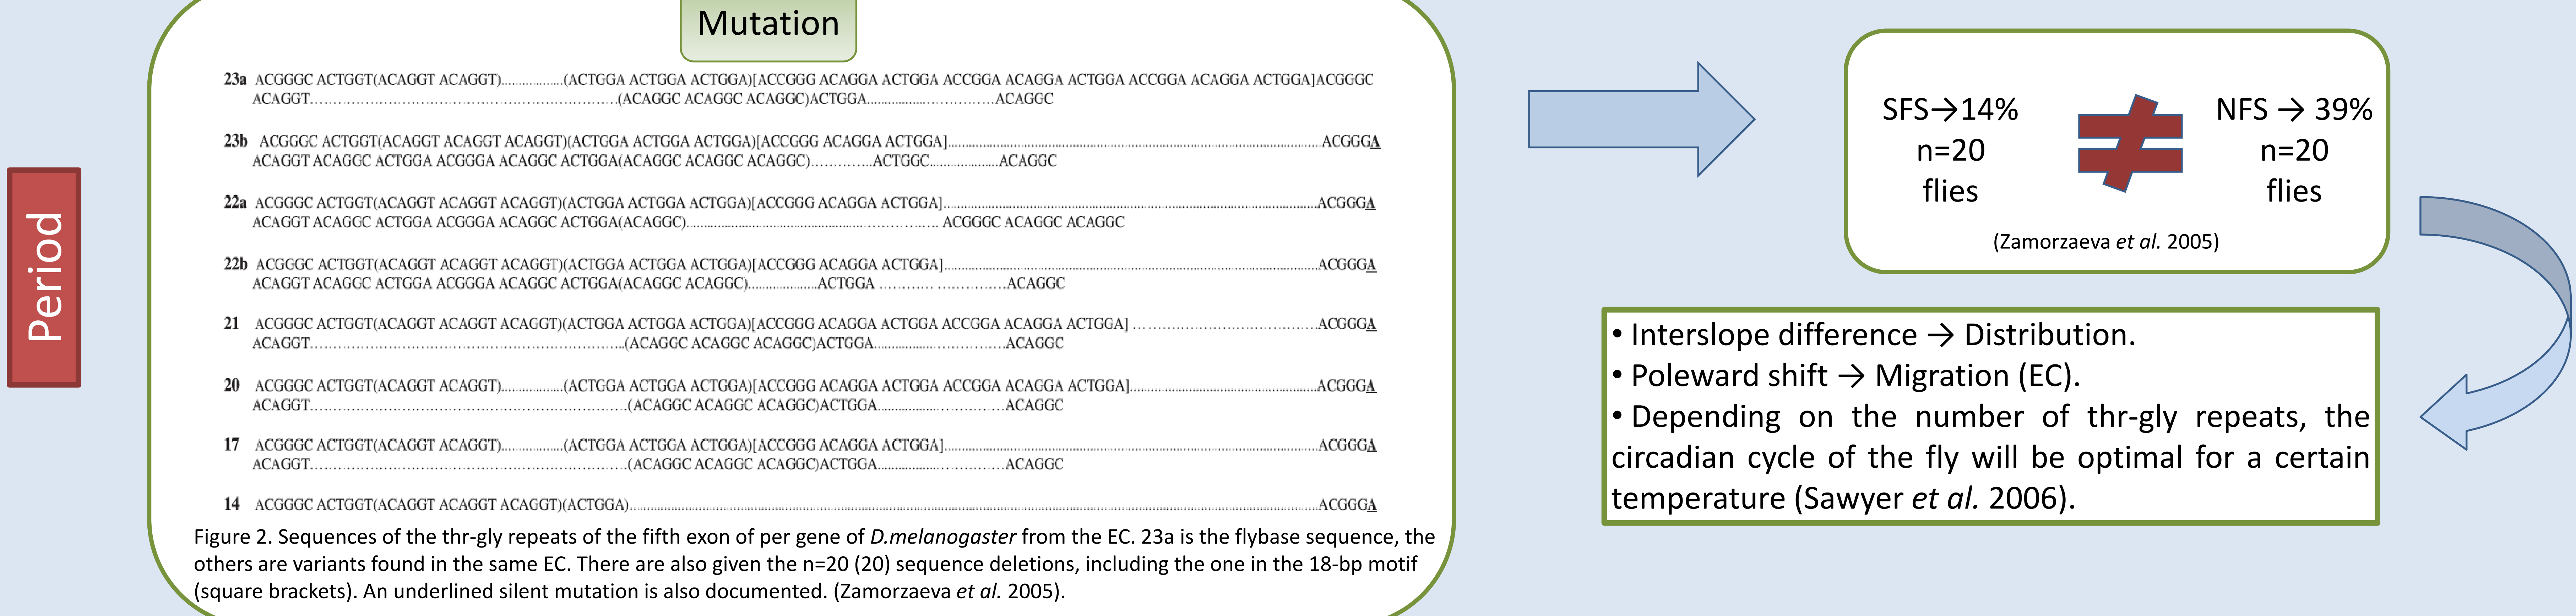 Period
Mutation
23a ACGGGC ACTGGT(ACAGGT ACAGGT).................(ACTGGA ACTGGA ACTGGA)[ACCGGG ACAGGA ACTGGA ACCGGA ACAGGA ACTGGA ACCGGA ACAGGA ACTGGA]ACGGGC
ACAGGT..............................................................(ACAGGC ACAGGC ACAGGC)ACTGGA...............................ACAGGC
23b ACGGGC ACTGGT(ACAGGT ACAGGT ACAGGT)(ACTGGA ACTGGA ACTGGA)[ACCGGG ACAGGA ACTGGA]..............................................................ACGGGA
ACAGGT ACAGGC ACTGGA ACGGGA ACAGGC ACTGGA(ACAGGC ACAGGC ACAGGC).............ACTGGC...................ACAGGC
22a ACGGGC ACTGGT(ACAGGT ACAGGT ACAGGT)(ACTGGA ACTGGA ACTGGA)[ACCGGG ACAGGA ACTGGA]..............................................................ACGGGA
ACAGGT ACAGGC ACTGGA ACGGGA ACAGGC ACTGGA(ACAGGC)............................................................... ACGGGC ACAGGC ACAGGC
22b ACGGGC ACTGGT(ACAGGT ACAGGT ACAGGT)(ACTGGA ACTGGA ACTGGA)[ACCGGG ACAGGA ACTGGA]..............................................................ACGGGA
ACAGGT ACAGGC ACTGGA ACGGGA ACAGGC ACTGGA(ACAGGC ACAGGC)...................ACTGGA ............ ...............ACAGGC
21 ACGGGC ACTGGT(ACAGGT ACAGGT ACAGGT)(ACTGGA ACTGGA ACTGGA)[ACCGGG ACAGGA ACTGGA ACCGGA ACAGGA ACTGGA] .............................................ACGGGA
ACAGGT..............................................................(ACAGGC ACAGGC ACAGGC)ACTGGA...............................ACAGGC
20 ACGGGC ACTGGT(ACAGGT ACAGGT).................(ACTGGA ACTGGA ACTGGA)[ACCGGG ACAGGA ACTGGA ACCGGA ACAGGA ACTGGA].............................................ACGGGA
ACAGGT..............................................................(ACAGGC ACAGGC ACAGGC)ACTGGA...............................ACAGGC
17 ACGGGC ACTGGT(ACAGGT ACAGGT).................(ACTGGA ACTGGA ACTGGA)[ACCGGG ACAGGA ACTGGA]..............................................................ACGGGA
ACAGGT..............................................................(ACAGGC ACAGGC ACAGGC)ACTGGA...............................ACAGGC
14 ACGGGC ACTGGT(ACAGGT ACAGGT ACAGGT)(ACTGGA)..............................................................ACGGGA
Figure 2. Sequences of the thr-gly repeats of the fifth exon of per gene of D.melanogaster from the EC. 23a is the flybase sequence, the
others are variants found in the same EC. There are also given the n=20 (20) sequence deletions, including the one in the 18-bp motif
(square brackets). An underlined silent mutation is also documented. (Zamorzaeva et al. 2005).
SFS→14%
n=20
flies
≠
NFS → 39%
n=20
flies
(Zamorzaeva et al. 2005)
• Interslope difference → Distribution.
• Poleward shift → Migration (EC).
• Depending on the number of thr-gly repeats, the
circadian cycle of the fly will be optimal for a certain
temperature (Sawyer et al. 2006).